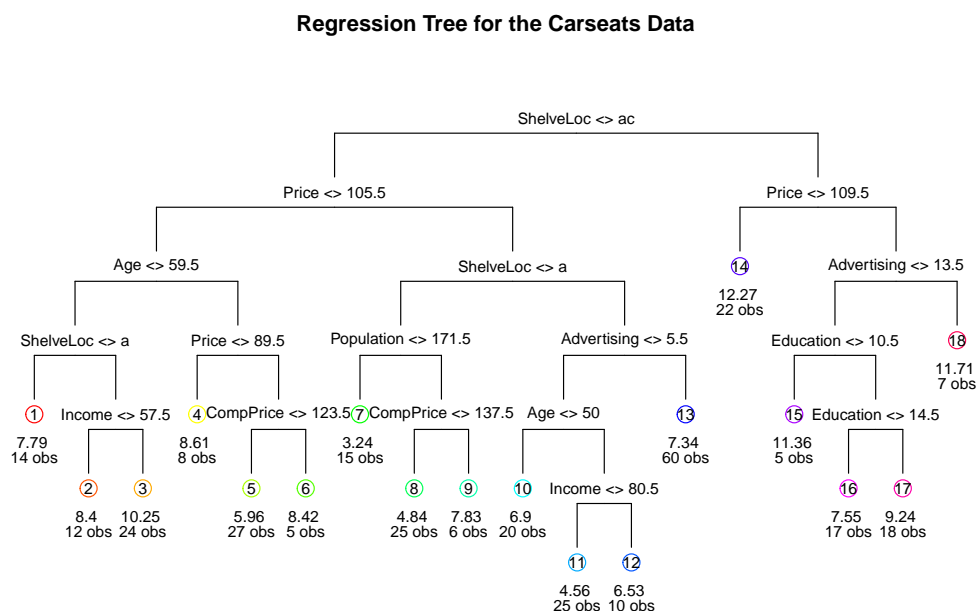 Regression Tree for the Carseats Data
ShelveLoc <> ac
Price <> 105.5
Price <> 109.5
Age <> 59.5
ShelveLoc <> a
14
12.27
22 obs
Advertising <> 13.5
ShelveLoc <> a
Price <> 89.5
Population <> 171.5
Advertising <> 5.5
Education <> 10.5
18
11.71
7 obs
1
7.79
14 obs
Income <> 57.5
4
8.61
8 obs
CompPrice <> 123.5
7
3.24
15 obs
CompPrice <> 137.5
Age <> 50
13
7.34
60 obs
15
11.36
5 obs
Education <> 14.5
2
8.4
12 obs
3
10.25
24 obs
5
5.96
27 obs
6
8.42
5 obs
8
4.84
25 obs
9
7.83
6 obs
10
6.9
20 obs
Income <> 80.5
16
7.55
17 obs
17
9.24
18 obs
11
4.56
25 obs
12
6.53
10 obs